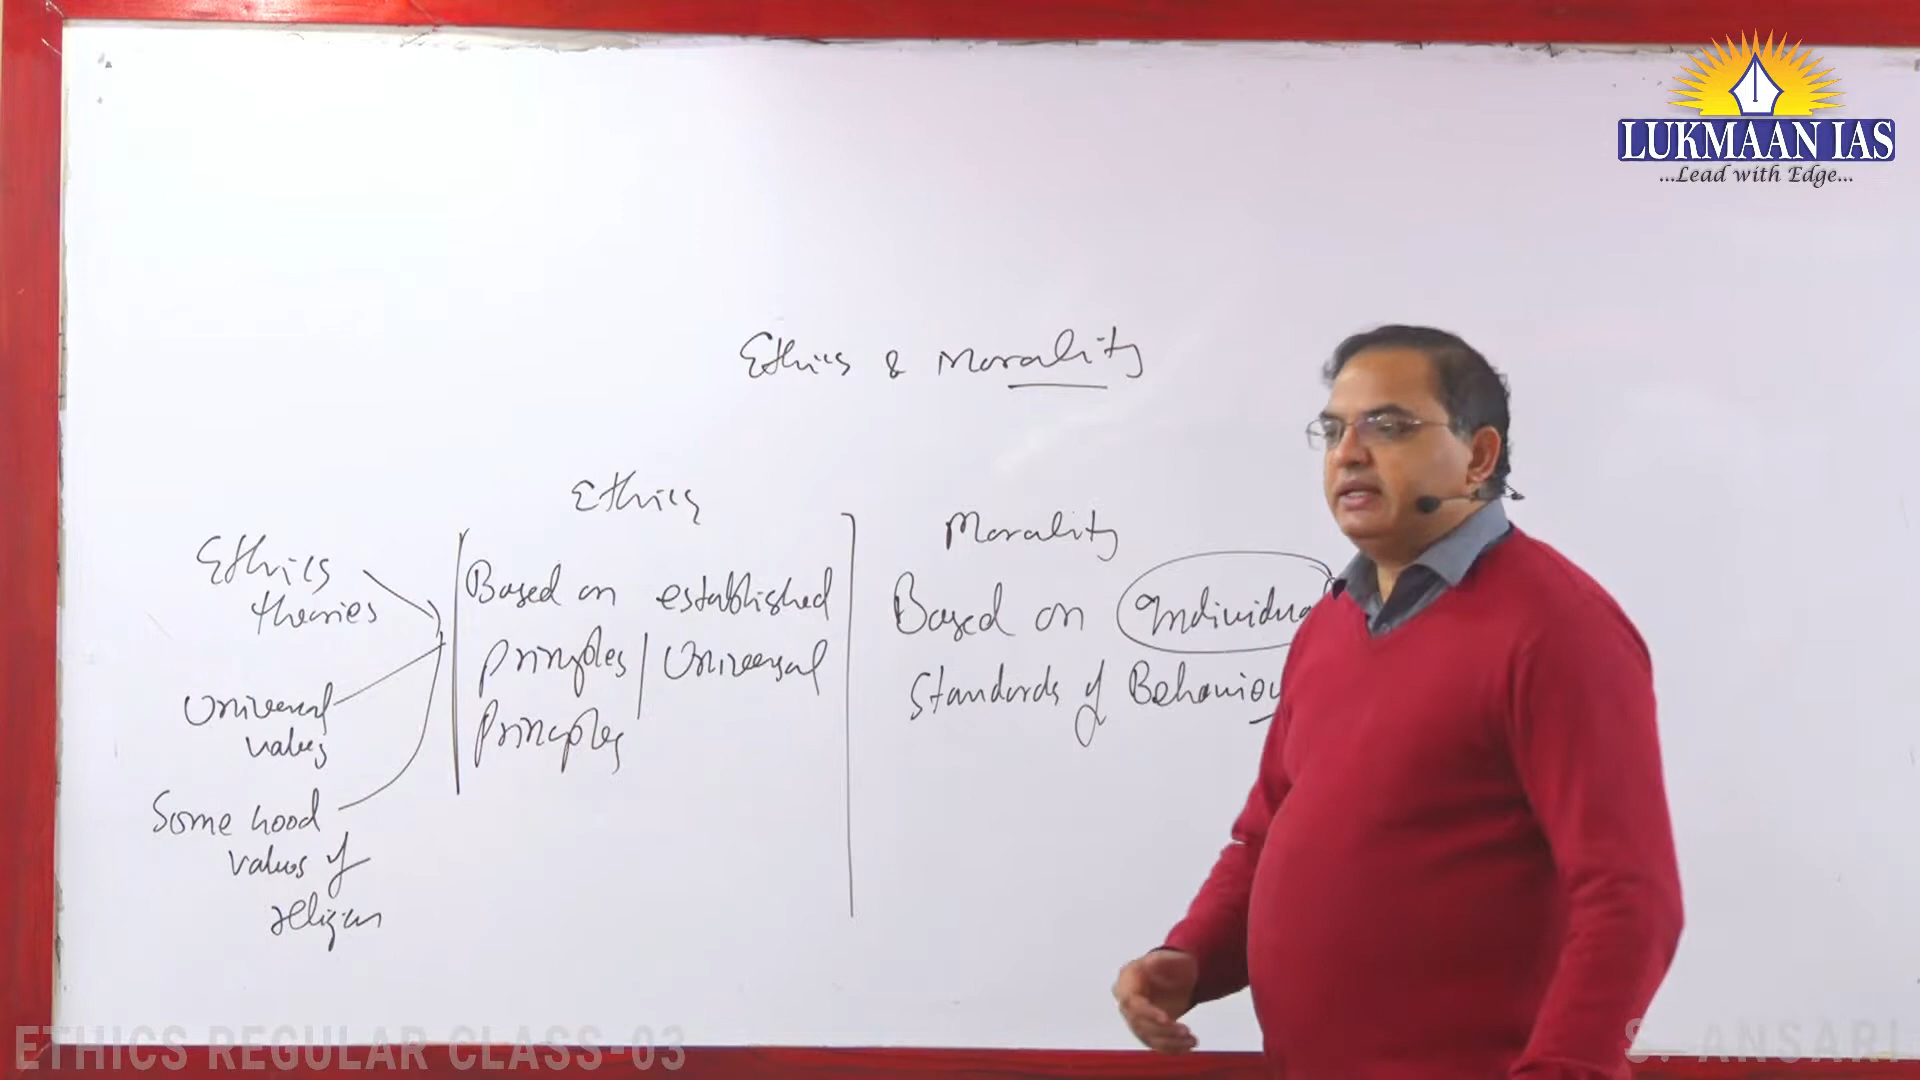 LUKMAAN IAS
...Lead with Edge...
Ethics & Morality
Ethics
Ethics
theories
Universal
values
Some Good
values of
religion
Based on established
Principles / Universal
Principles
Morality
Based on Individual
Standards of Behaviour
ETHICS REGULAR CLASS-03
S. ANSARI